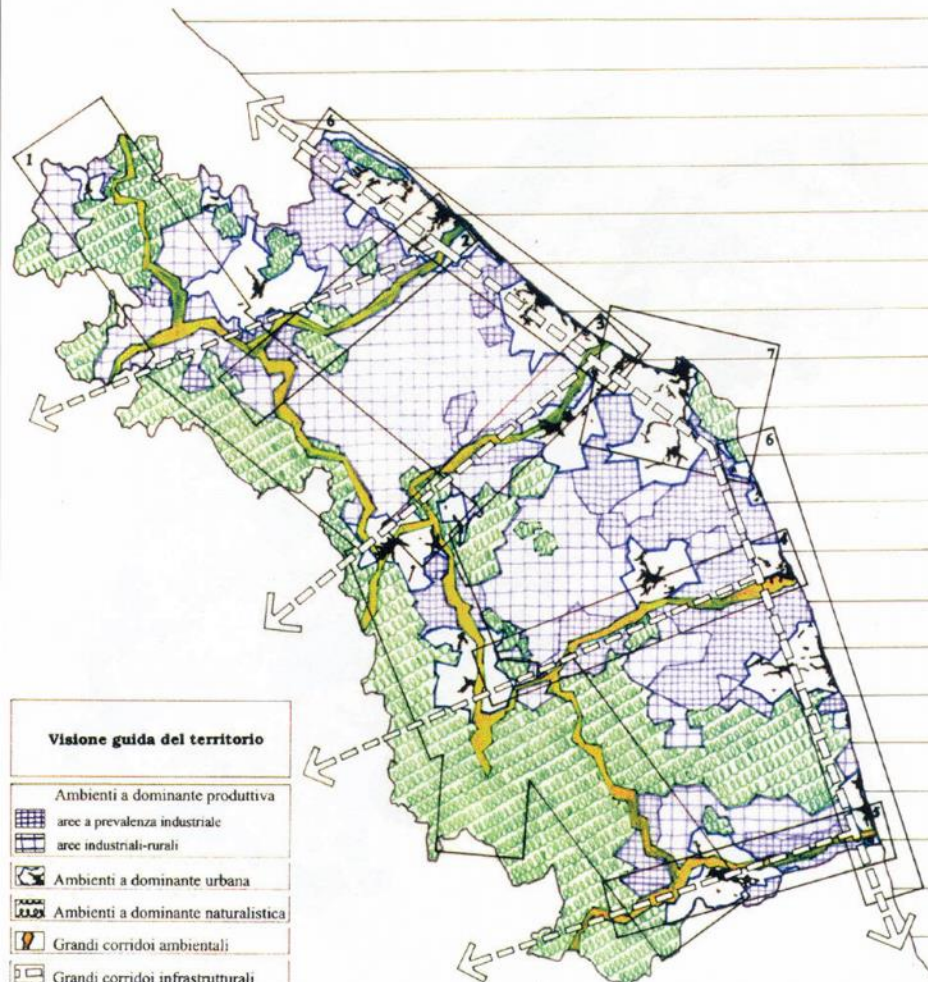 6
1
2
3
7
6
4
5
Visione guida del territorio
Ambienti a dominante produttiva
aree a prevalenza industriale
aree industriali-rurali
Ambienti a dominante urbana
Ambienti a dominante naturalistica
Grandi corridoi ambientali
Grandi corridoi infrastrutturali